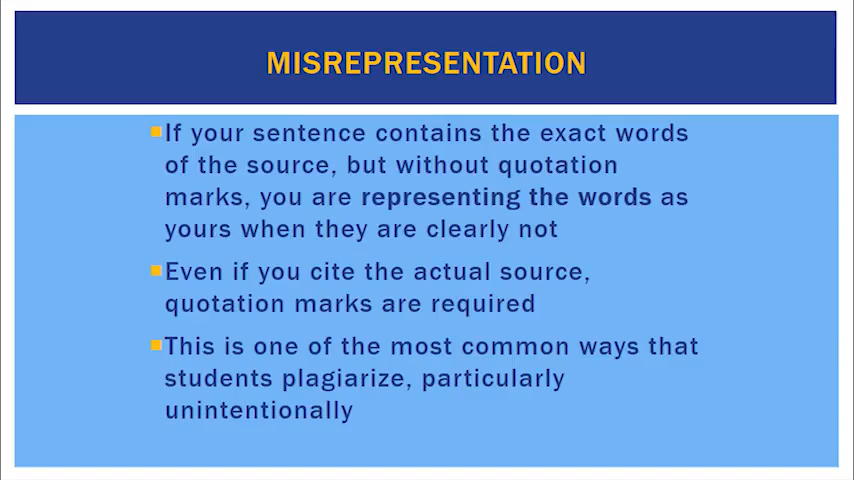 MISREPRESENTATION
If your sentence contains the exact words
of the source, but without quotation
marks, you are representing the words as
yours when they are clearly not
Even if you cite the actual source,
quotation marks are required
This is one of the most common ways that
students plagiarize, particularly
unintentionally